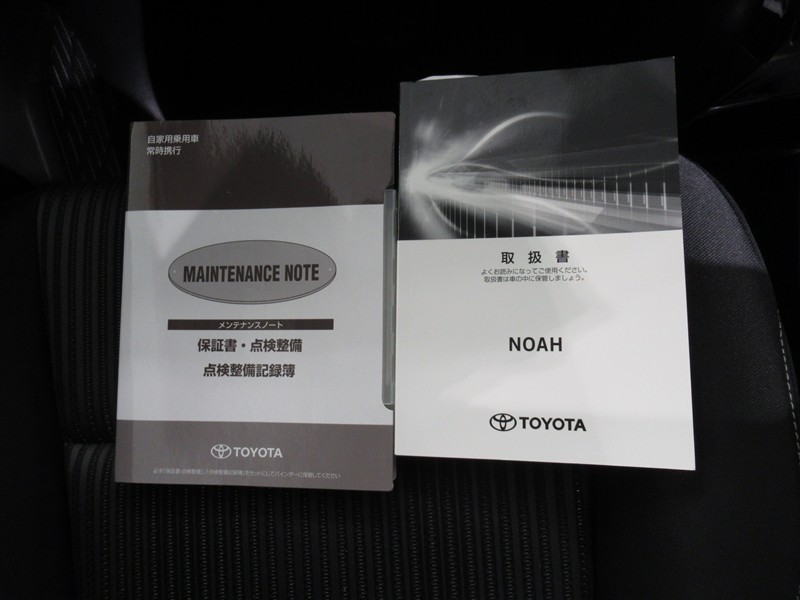 自家用乗用車
常時携行
MAINTENANCE NOTE
メンテナンスノート
保証書・点検整備
点検整備記録簿
TOYOTA
取扱書
よくお読みになってご使用ください。
取扱書は車の中に保管しましょう。
NOAH
TOYOTA